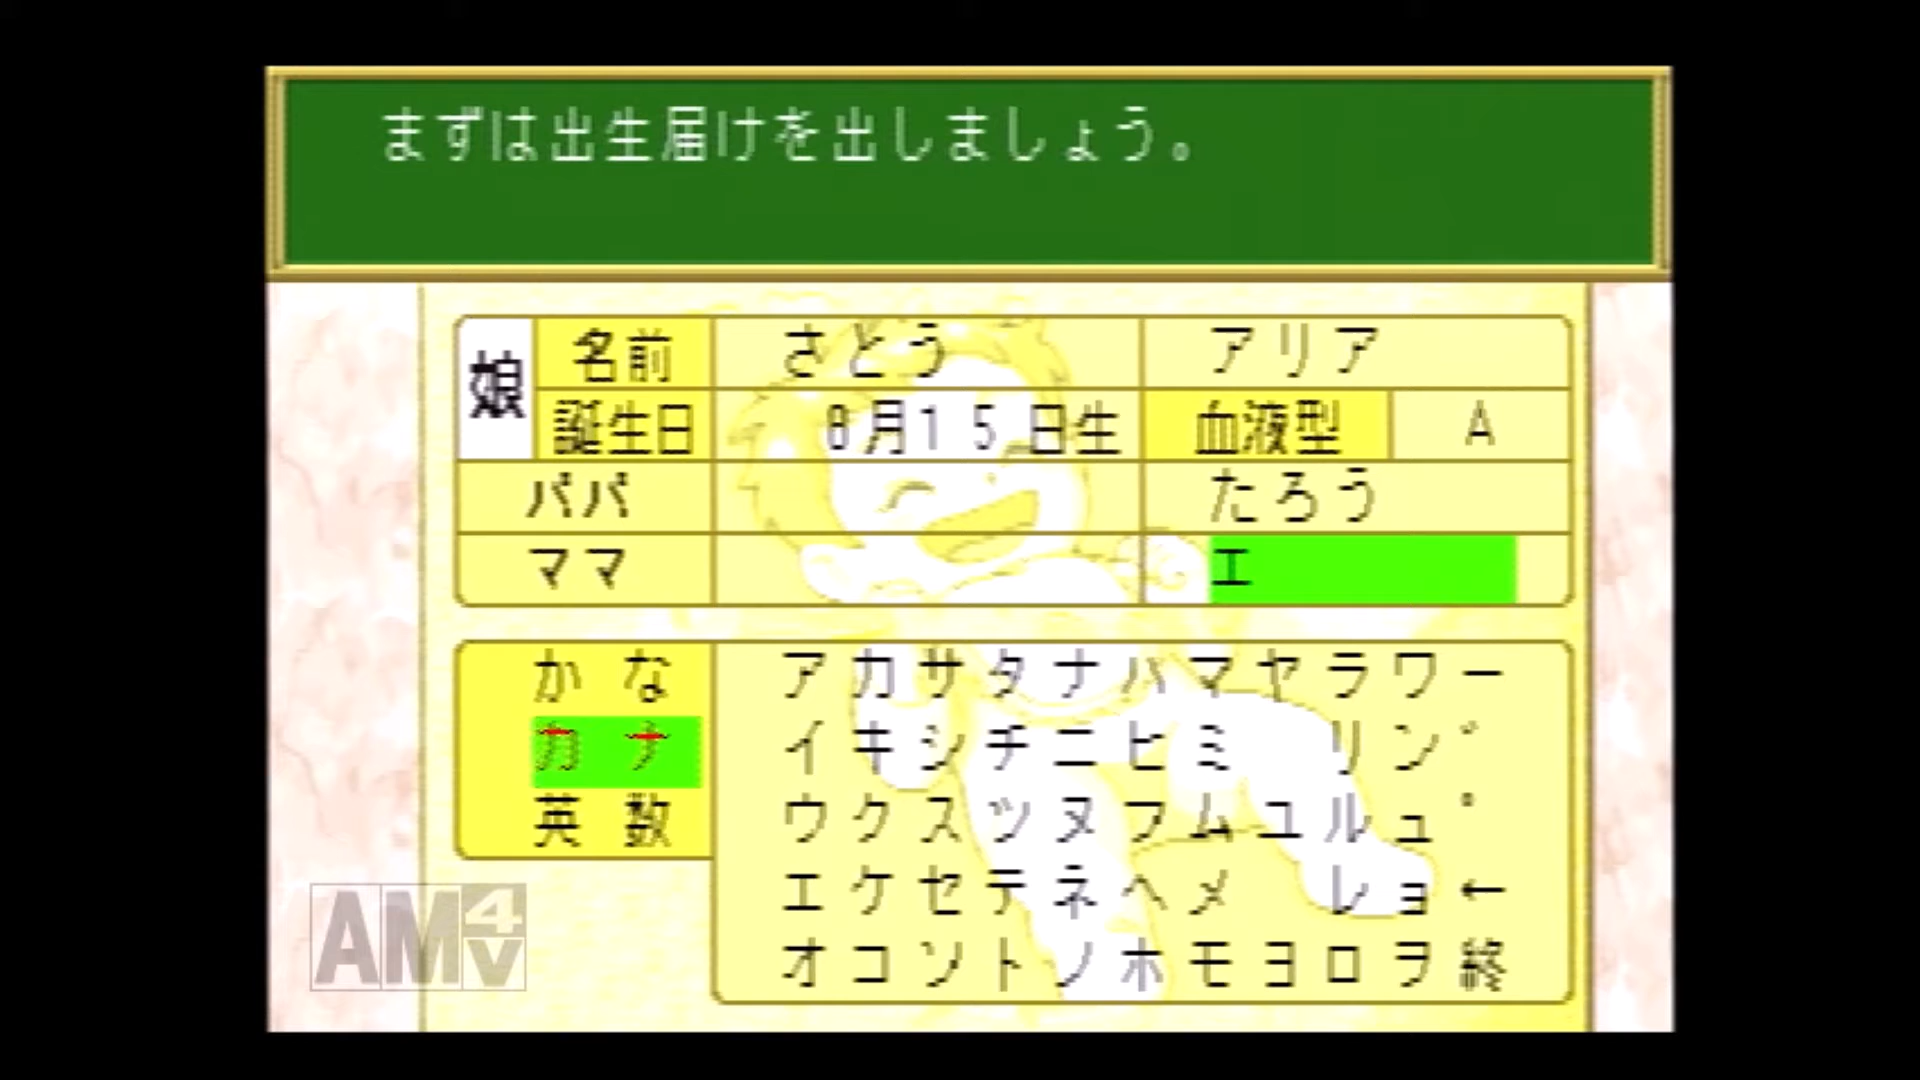 まずは出生届けを出しましょう。
娘 名前 さとう アリア
誕生日 8月15日生 血液型 A
パパ たろう
ママ エ
かな
カナ
英数
アカサタナハマヤラワー
イキシチニヒミ リン゛
ウクスツヌフムユルュ゜
エケセテネヘメ レョ←
オコソトノホモヨロヲ終
AM4V